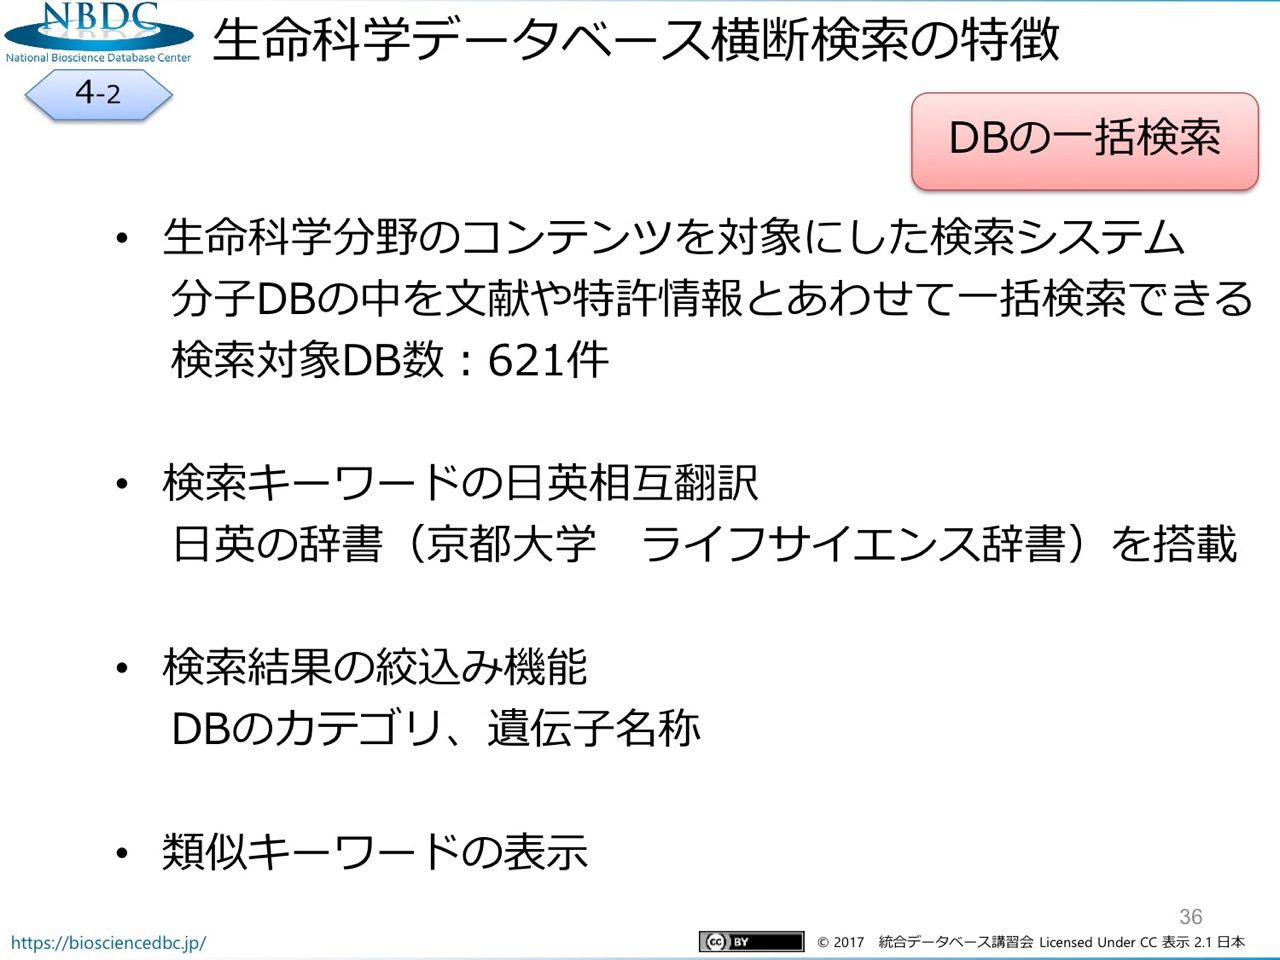 NBDC
National Bioscience Database Center
生命科学データベース横断検索の特徴
4-2
DBの一括検索
• 生命科学分野のコンテンツを対象にした検索システム
分子DBの中を文献や特許情報とあわせて一括検索できる
検索対象DB数：621件
• 検索キーワードの日英相互翻訳
日英の辞書（京都大学　ライフサイエンス辞書）を搭載
• 検索結果の絞込み機能
DBのカテゴリ、遺伝子名称
• 類似キーワードの表示
36
https://biosciencedbc.jp/
cc BY
© 2017　統合データベース講習会 Licensed Under CC 表示 2.1 日本